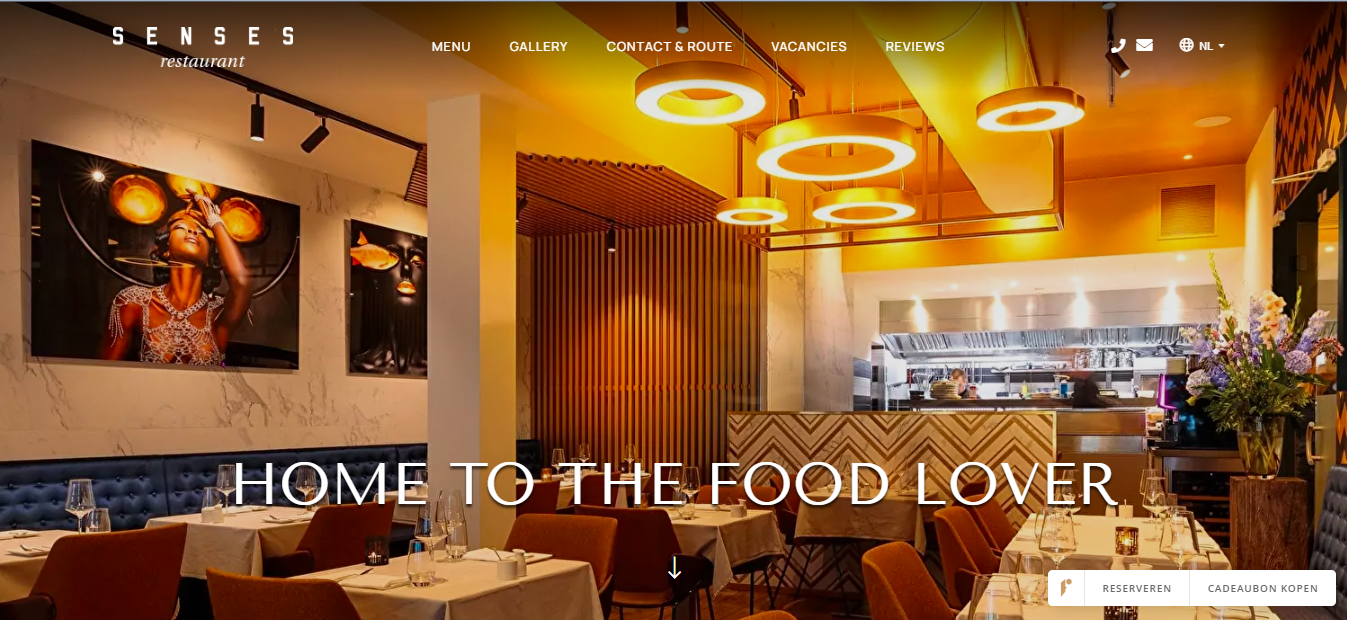 SENSES
restaurant
MENU GALLERY CONTACT & ROUTE VACANCIES REVIEWS NL
HOME TO THE FOOD LOVER
RESERVEREN CADEAUBON KOPEN